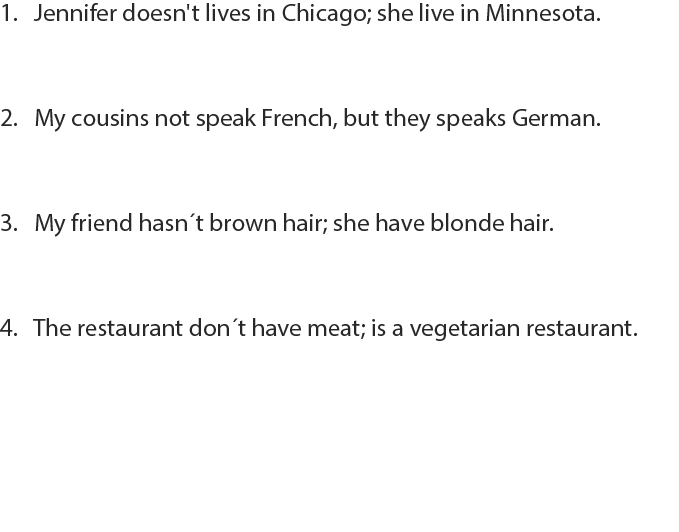 1. Jennifer doesn't lives in Chicago; she live in Minnesota.
2. My cousins not speak French, but they speaks German.
3. My friend hasn´t brown hair; she have blonde hair.
4. The restaurant don´t have meat; is a vegetarian restaurant.